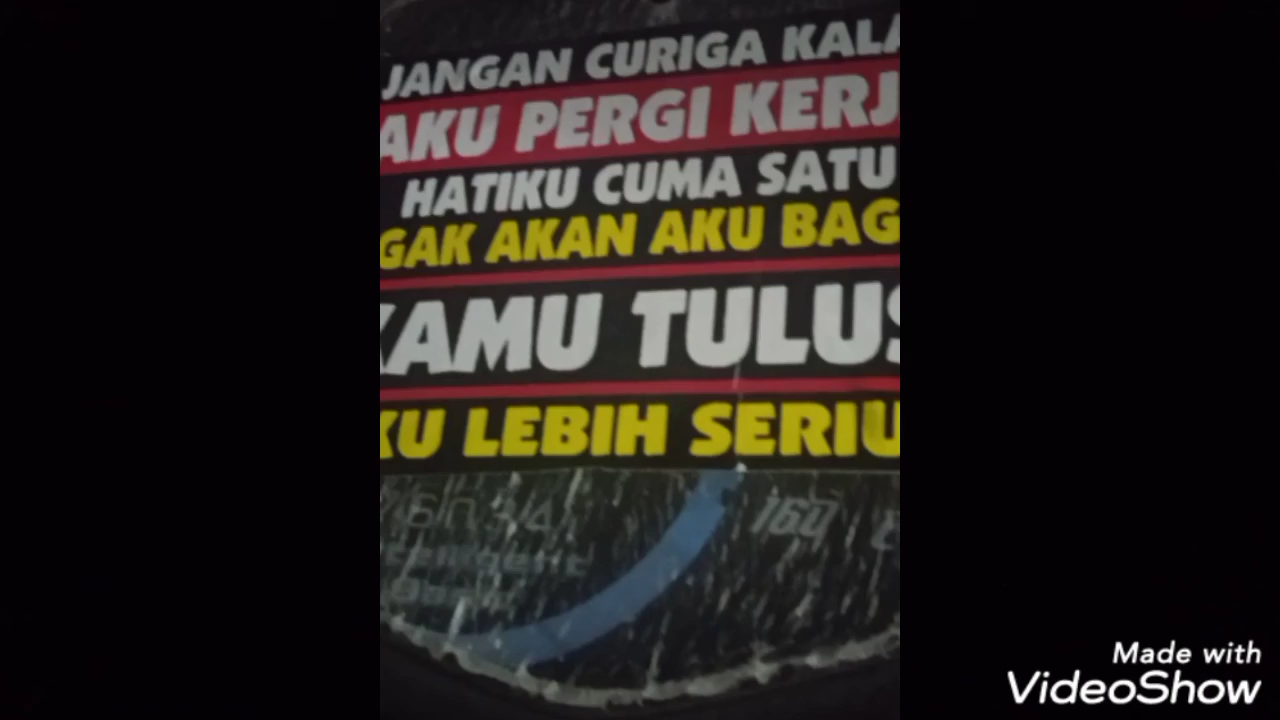 JANGAN CURIGA KALA
AKU PERGI KERJ
HATIKU CUMA SATU
GAK AKAN AKU BAG
KAMU TULUS
KU LEBIH SERIU
160
Made with
VideoShow